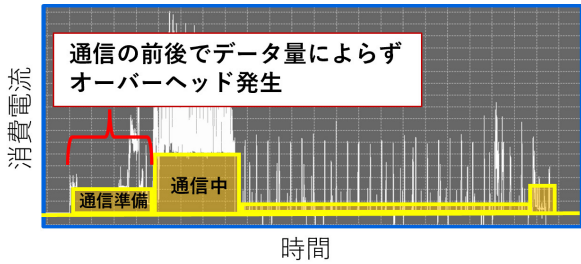 通信の前後でデータ量によらず
オーバーヘッド発生
消費電流
通信準備
通信中
時間